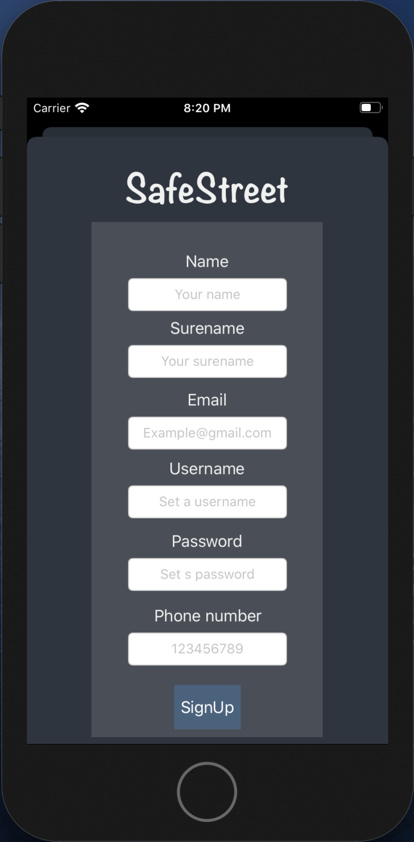 Carrier 8:20 PM
SafeStreet
Name
Your name
Surename
Your surename
Email
Example@gmail.com
Username
Set a username
Password
Set s password
Phone number
123456789
SignUp